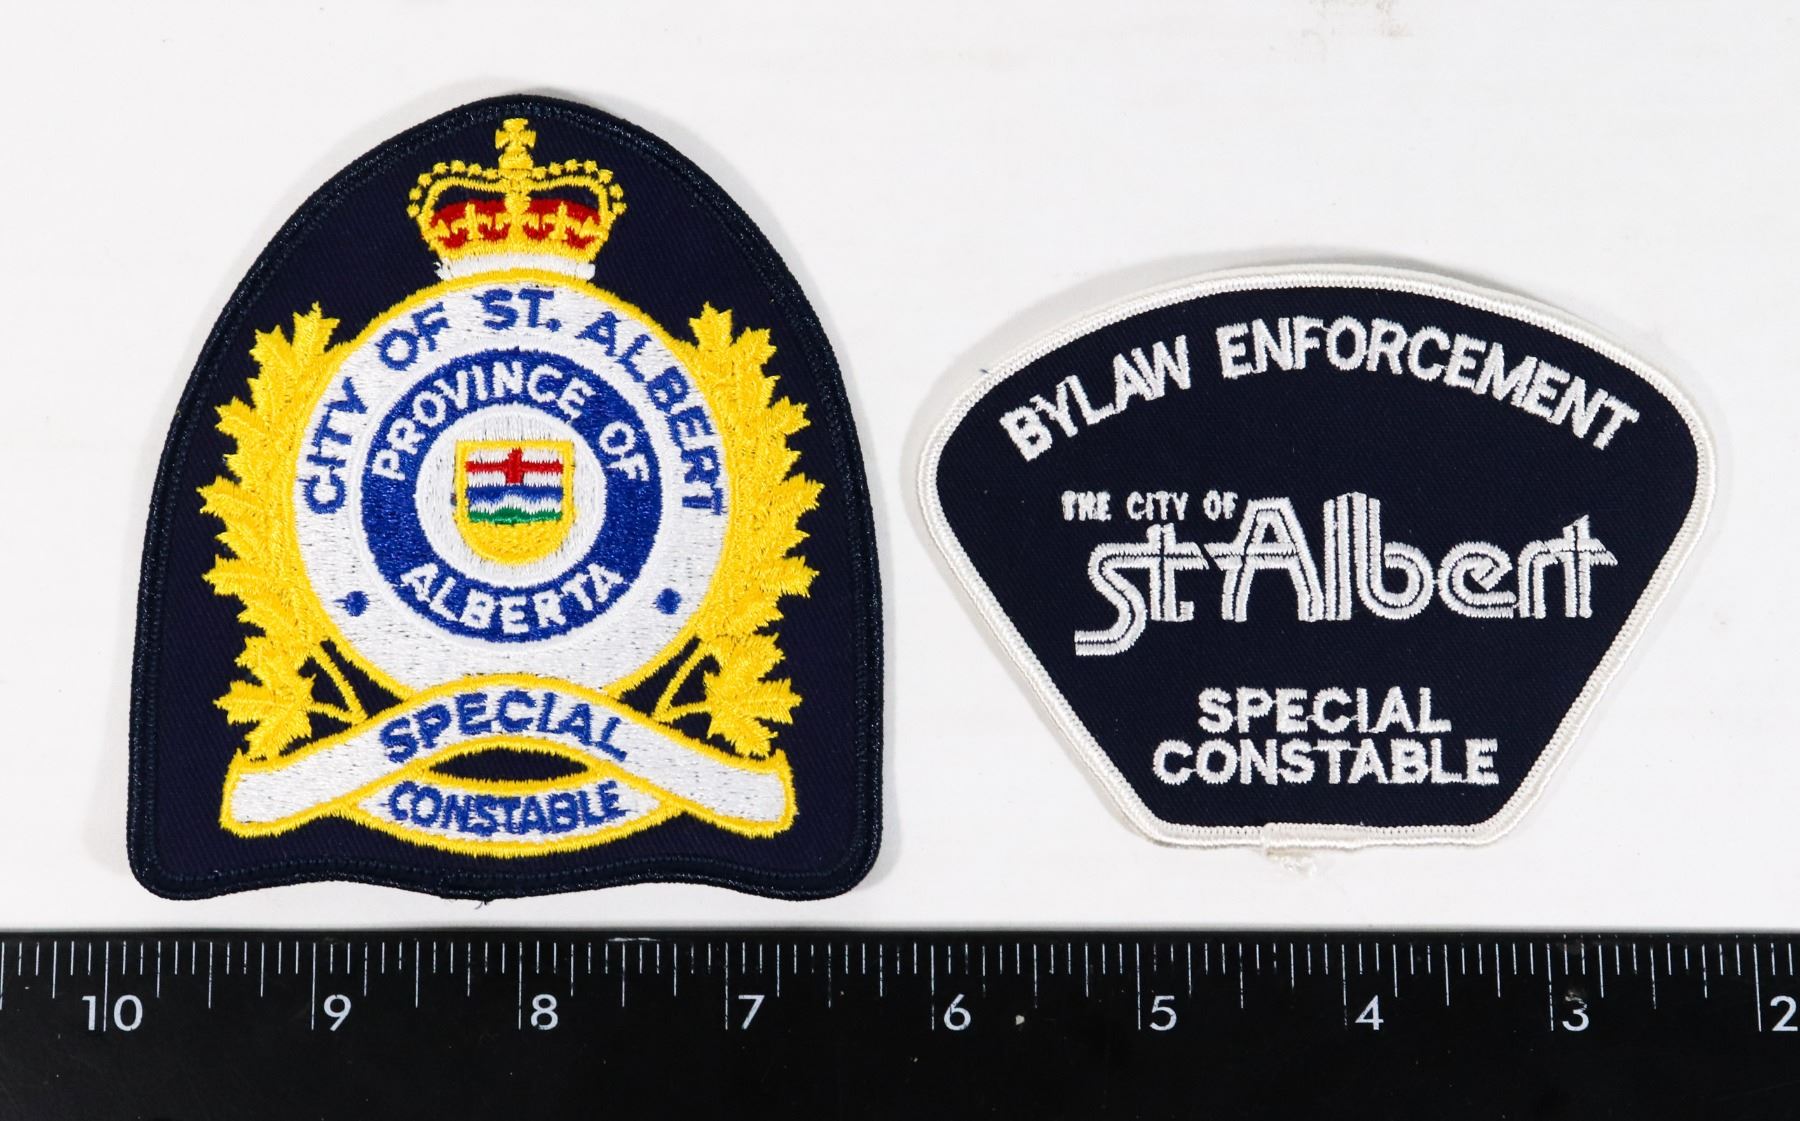 CITY OF ST. ALBERT
PROVINCE OF
ALBERTA
SPECIAL
CONSTABLE
BYLAW ENFORCEMENT
THE CITY OF
St. Albert
SPECIAL
CONSTABLE
10 9 8 7 6 5 4 3 2